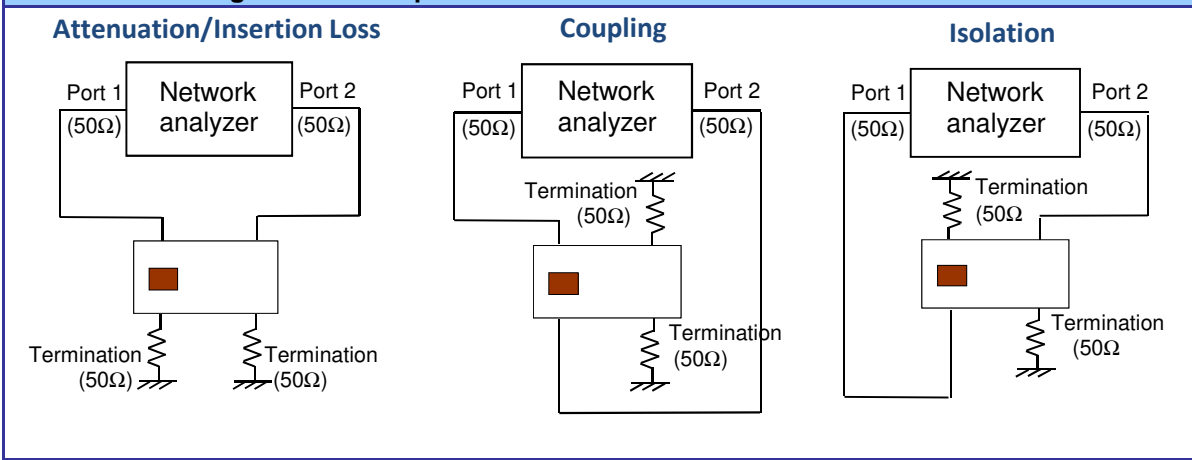 Attenuation/Insertion Loss
Port 1
(50Ω)
Network
analyzer
Port 2
(50Ω)
Termination
(50Ω)
Termination
(50Ω)
Coupling
Port 1
(50Ω)
Network
analyzer
Port 2
(50Ω)
Termination
(50Ω)
Termination
(50Ω)
Isolation
Port 1
(50Ω)
Network
analyzer
Port 2
(50Ω)
Termination
(50Ω
Termination
(50Ω